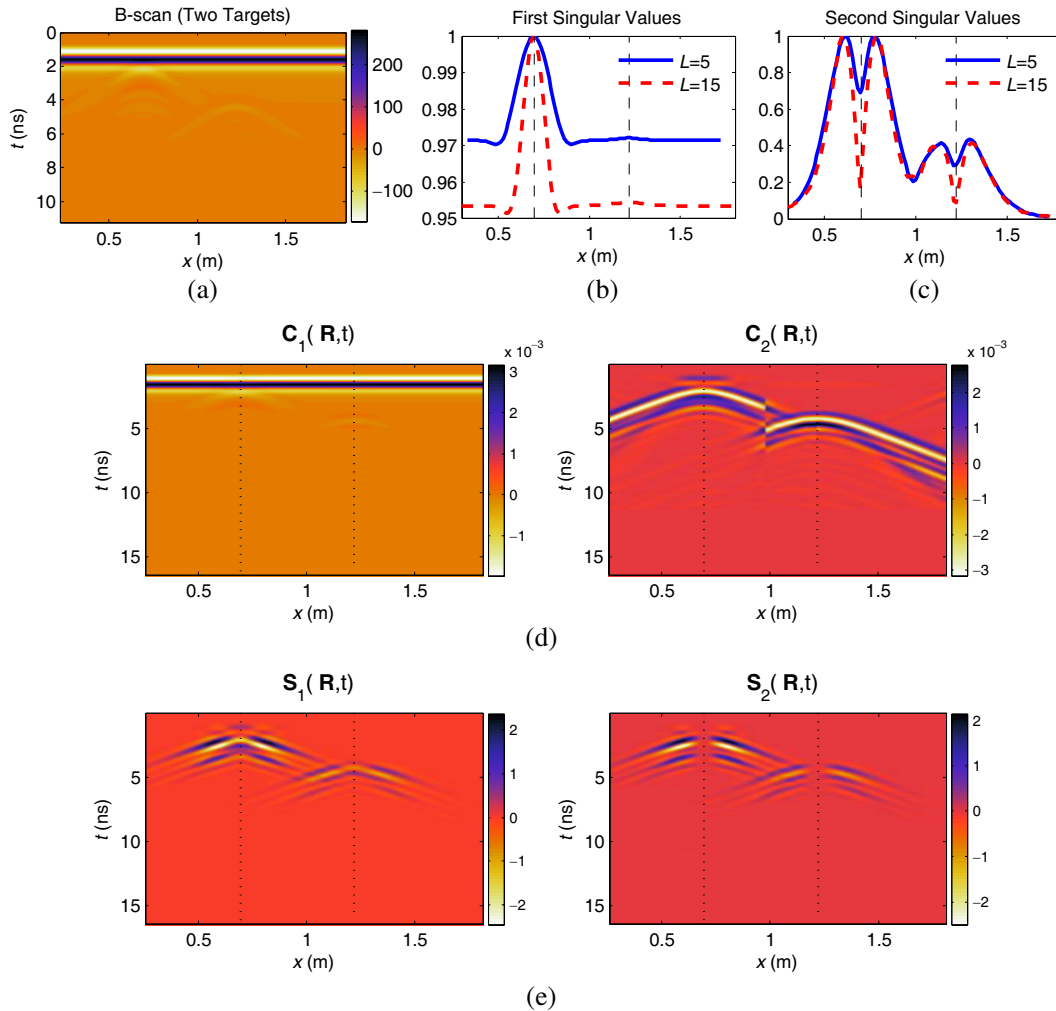 B-scan (Two Targets)
0
2
4
6
8
10
t (ns)
0.5 1 1.5
x (m)
200
100
0
−100
(a)
First Singular Values
1
0.99
0.98
0.97
0.96
0.95
L=5
L=15
0.5 1 1.5
x (m)
(b)
Second Singular Values
1
0.8
0.6
0.4
0.2
0
L=5
L=15
0.5 1 1.5
x (m)
(c)
C1( R,t)
5
10
15
t (ns)
0.5 1 1.5
x (m)
x 10−3
3
2
1
0
−1
C2( R,t)
5
10
15
t (ns)
0.5 1 1.5
x (m)
x 10−3
2
1
0
−1
−2
−3
(d)
S1( R,t)
5
10
15
t (ns)
0.5 1 1.5
x (m)
2
1
0
−1
−2
S2( R,t)
5
10
15
t (ns)
0.5 1 1.5
x (m)
2
1
0
−1
−2
(e)